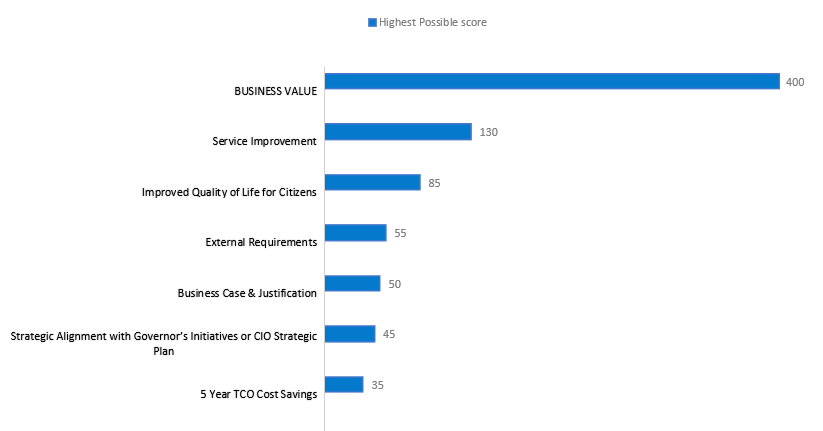 Highest Possible score
BUSINESS VALUE
400
Service Improvement
130
Improved Quality of Life for Citizens
85
External Requirements
55
Business Case & Justification
50
Strategic Alignment with Governor's Initiatives or CIO Strategic
Plan
45
5 Year TCO Cost Savings
35